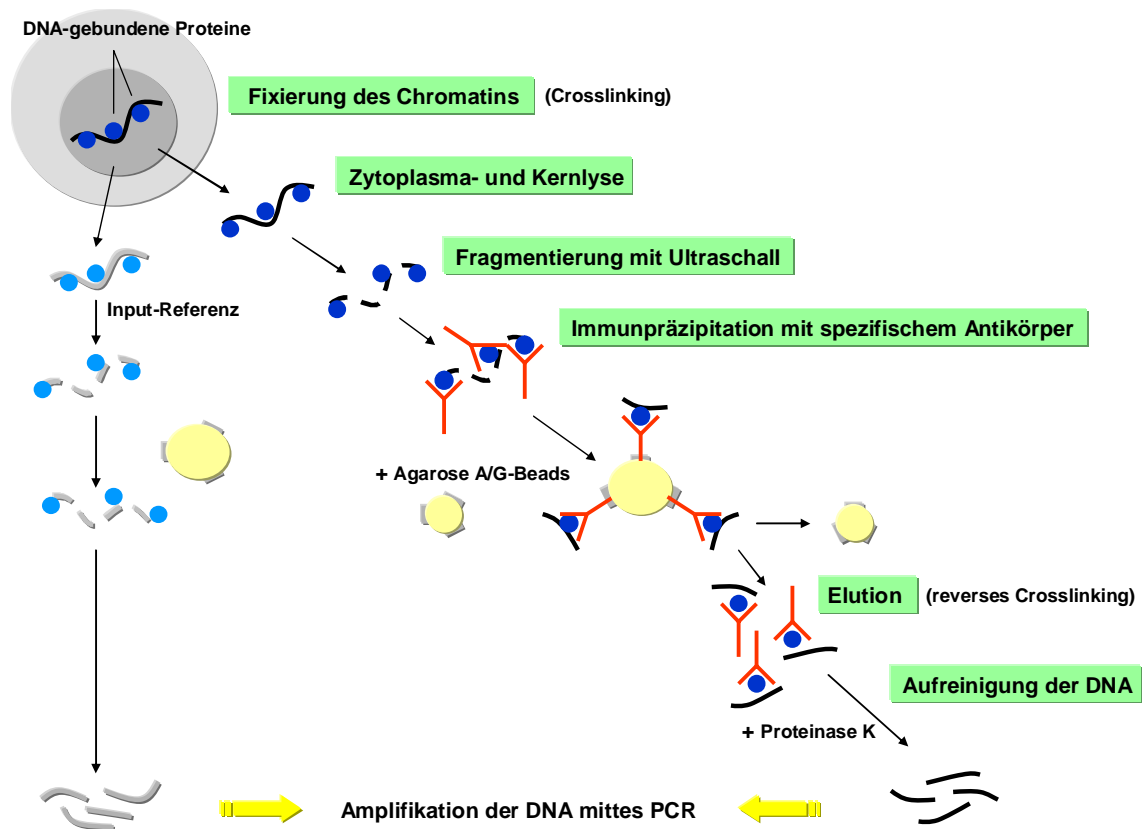 DNA-gebundene Proteine
Fixierung des Chromatins (Crosslinking)
Zytoplasma- und Kernlyse
Fragmentierung mit Ultraschall
Input-Referenz
Immunpräzipitation mit spezifischem Antikörper
+ Agarose A/G-Beads
Elution (reverses Crosslinking)
Aufreinigung der DNA
+ Proteinase K
Amplifikation der DNA mittes PCR